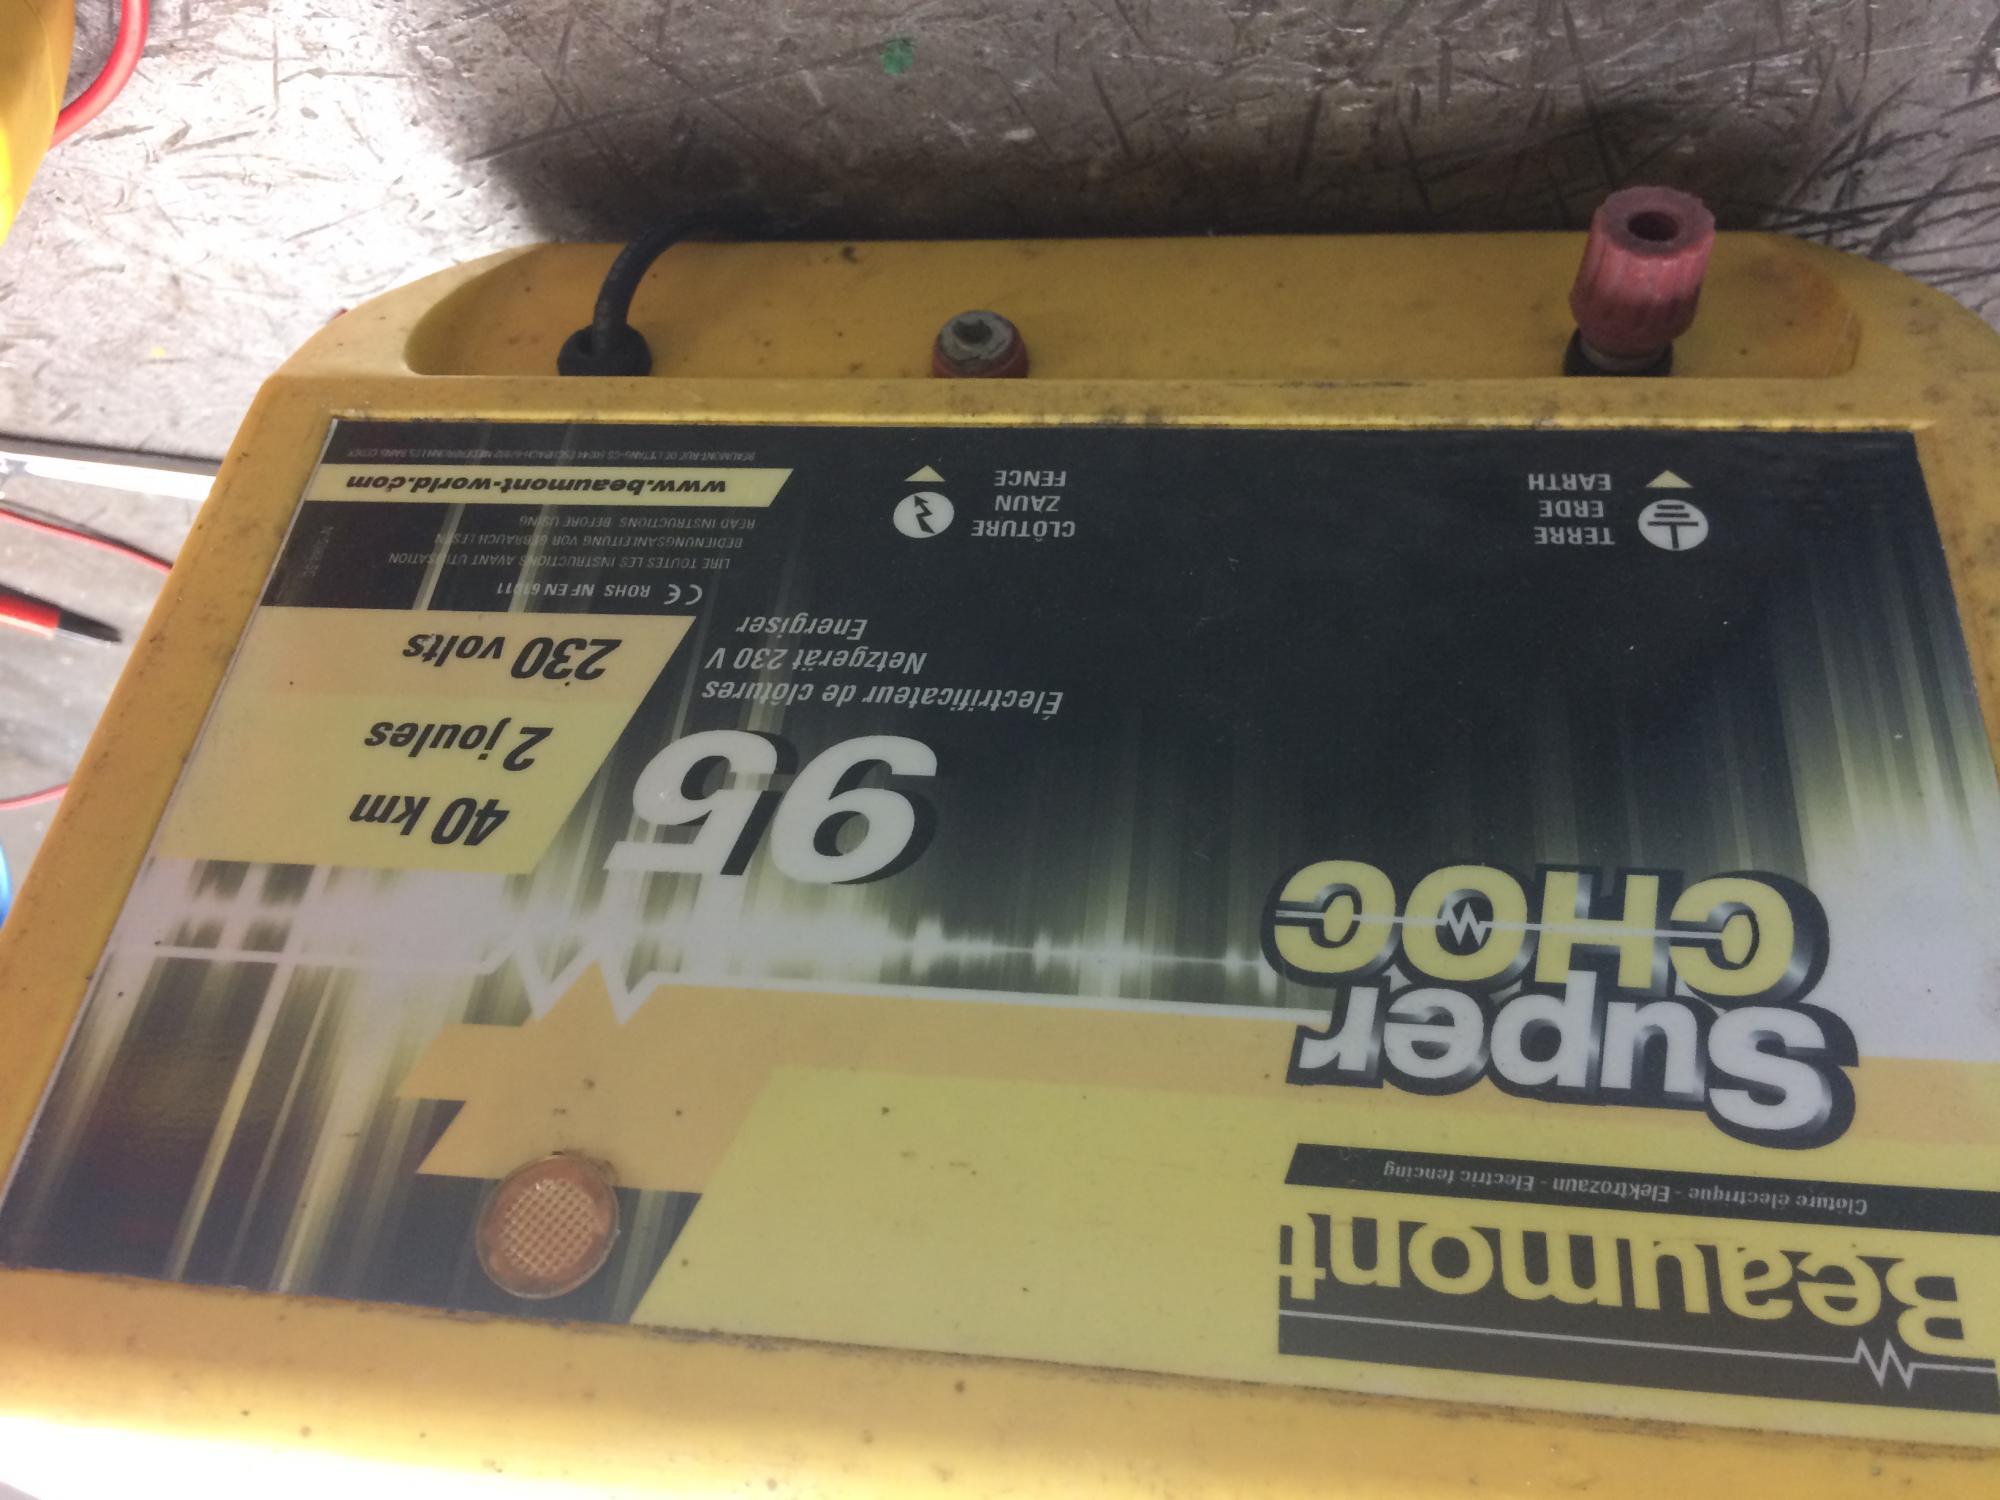 Beaumont
Clôture électrique - Elektrozaun - Electric fencing
Super
CHOC
95
Électrificateur de clôtures
Netzgerät 230 V
Energiser
40 km
2 joules
230 volts
CE ROHS NF EN 61011
LIRE TOUTES LES INSTRUCTIONS AVANT UTILISATION
BEDIENUNGSANLEITUNG VOR GEBRAUCH LESEN
READ INSTRUCTIONS BEFORE USING
www.beaumont-world.com
TERRE
ERDE
EARTH
CLÔTURE
ZAUN
FENCE